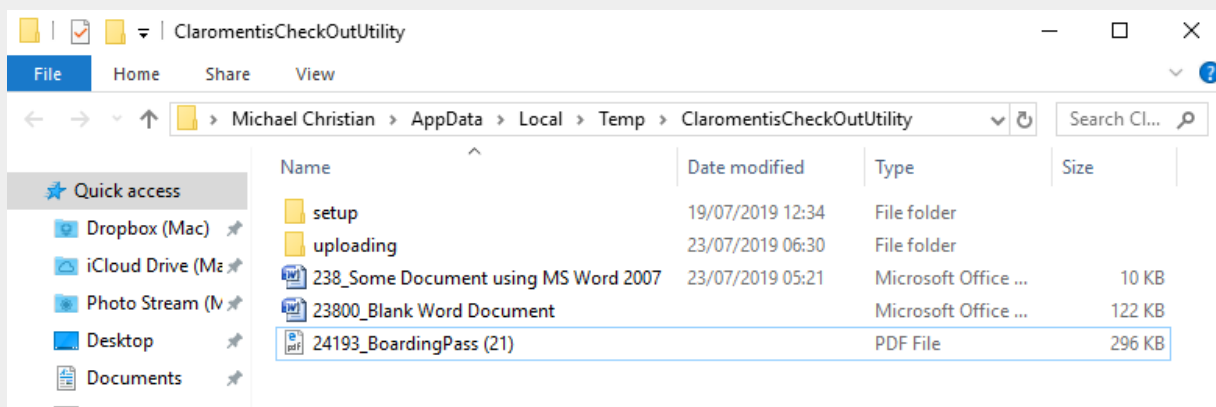 ClaromentisCheckOutUtility
File Home Share View
Michael Christian > AppData > Local > Temp > ClaromentisCheckOutUtility Search Cl...
Name Date modified Type Size
Quick access
setup 19/07/2019 12:34 File folder
Dropbox (Mac)
uploading 23/07/2019 06:30 File folder
iCloud Drive (Ma
238_Some Document using MS Word 2007 23/07/2019 05:21 Microsoft Office ... 10 KB
Photo Stream (M
23800_Blank Word Document Microsoft Office ... 122 KB
Desktop
24193_BoardingPass (21) PDF File 296 KB
Documents